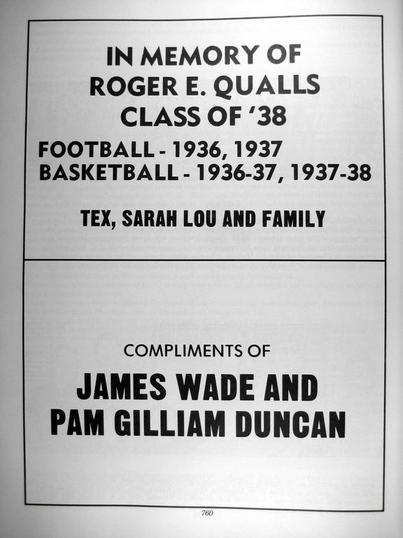 IN MEMORY OF
ROGER E. QUALLS
CLASS OF '38
FOOTBALL - 1936, 1937
BASKETBALL - 1936-37, 1937-38
TEX, SARAH LOU AND FAMILY
COMPLIMENTS OF
JAMES WADE AND
PAM GILLIAM DUNCAN
760